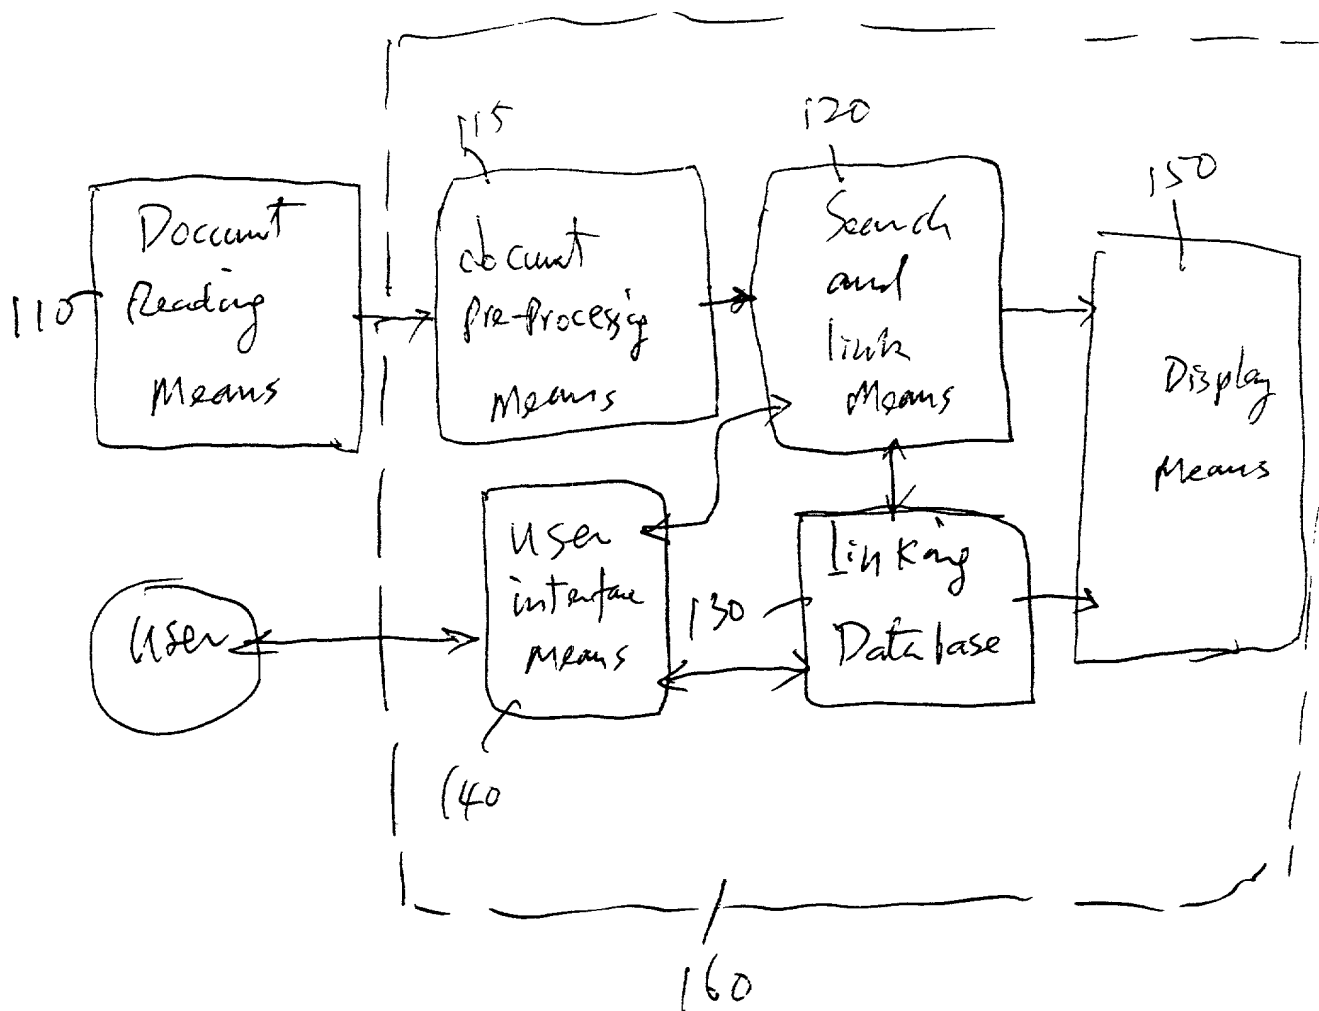 115
120
150
110
Document
Reading
Means
document
Pre-Processing
Means
Search
and
link
Means
Display
Means
User
User
interface
Means
130
Linking
Database
140
160